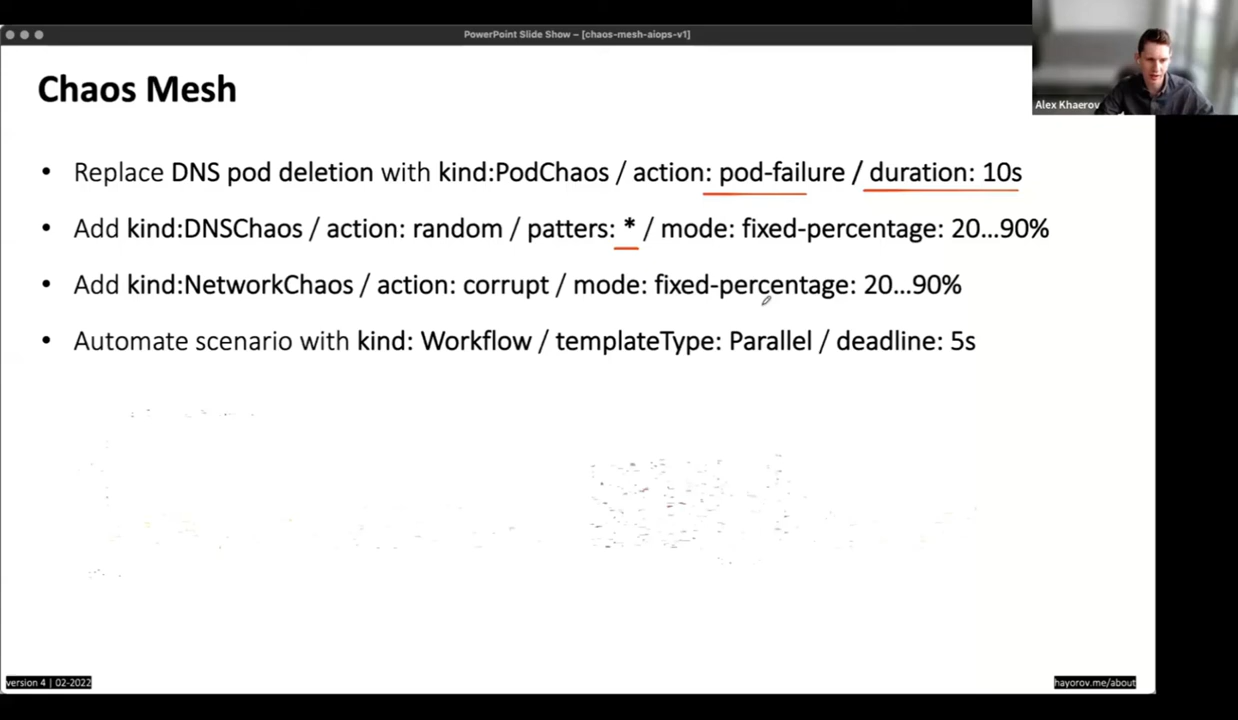 PowerPoint Slide Show – [chaos-mesh-aiops-v1]
Alex Khaerov
Chaos Mesh
• Replace DNS pod deletion with kind:PodChaos / action: pod-failure / duration: 10s
• Add kind:DNSChaos / action: random / patters: * / mode: fixed-percentage: 20...90%
• Add kind:NetworkChaos / action: corrupt / mode: fixed-percentage: 20...90%
• Automate scenario with kind: Workflow / templateType: Parallel / deadline: 5s
version 4 | 02-2022
hayorov.me/about